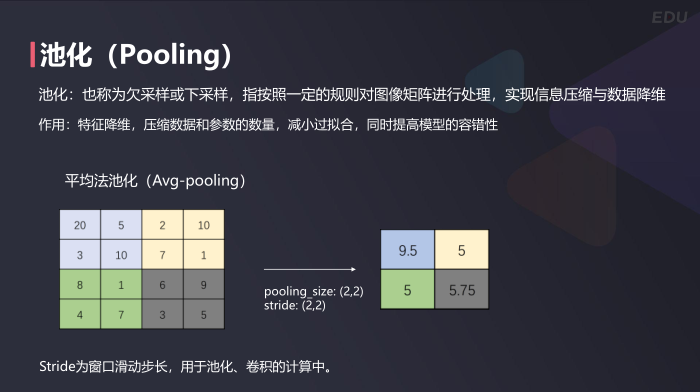 EDU
池化（Pooling）
池化：也称为欠采样或下采样，指按照一定的规则对图像矩阵进行处理，实现信息压缩与数据降维
作用：特征降维，压缩数据和参数的数量，减小过拟合，同时提高模型的容错性
平均法池化（Avg-pooling）
20 5 2 10
3 10 7 1
8 1 6 9
4 7 3 5
pooling_size: (2,2)
stride: (2,2)
9.5 5
5 5.75
Stride为窗口滑动步长，用于池化、卷积的计算中。